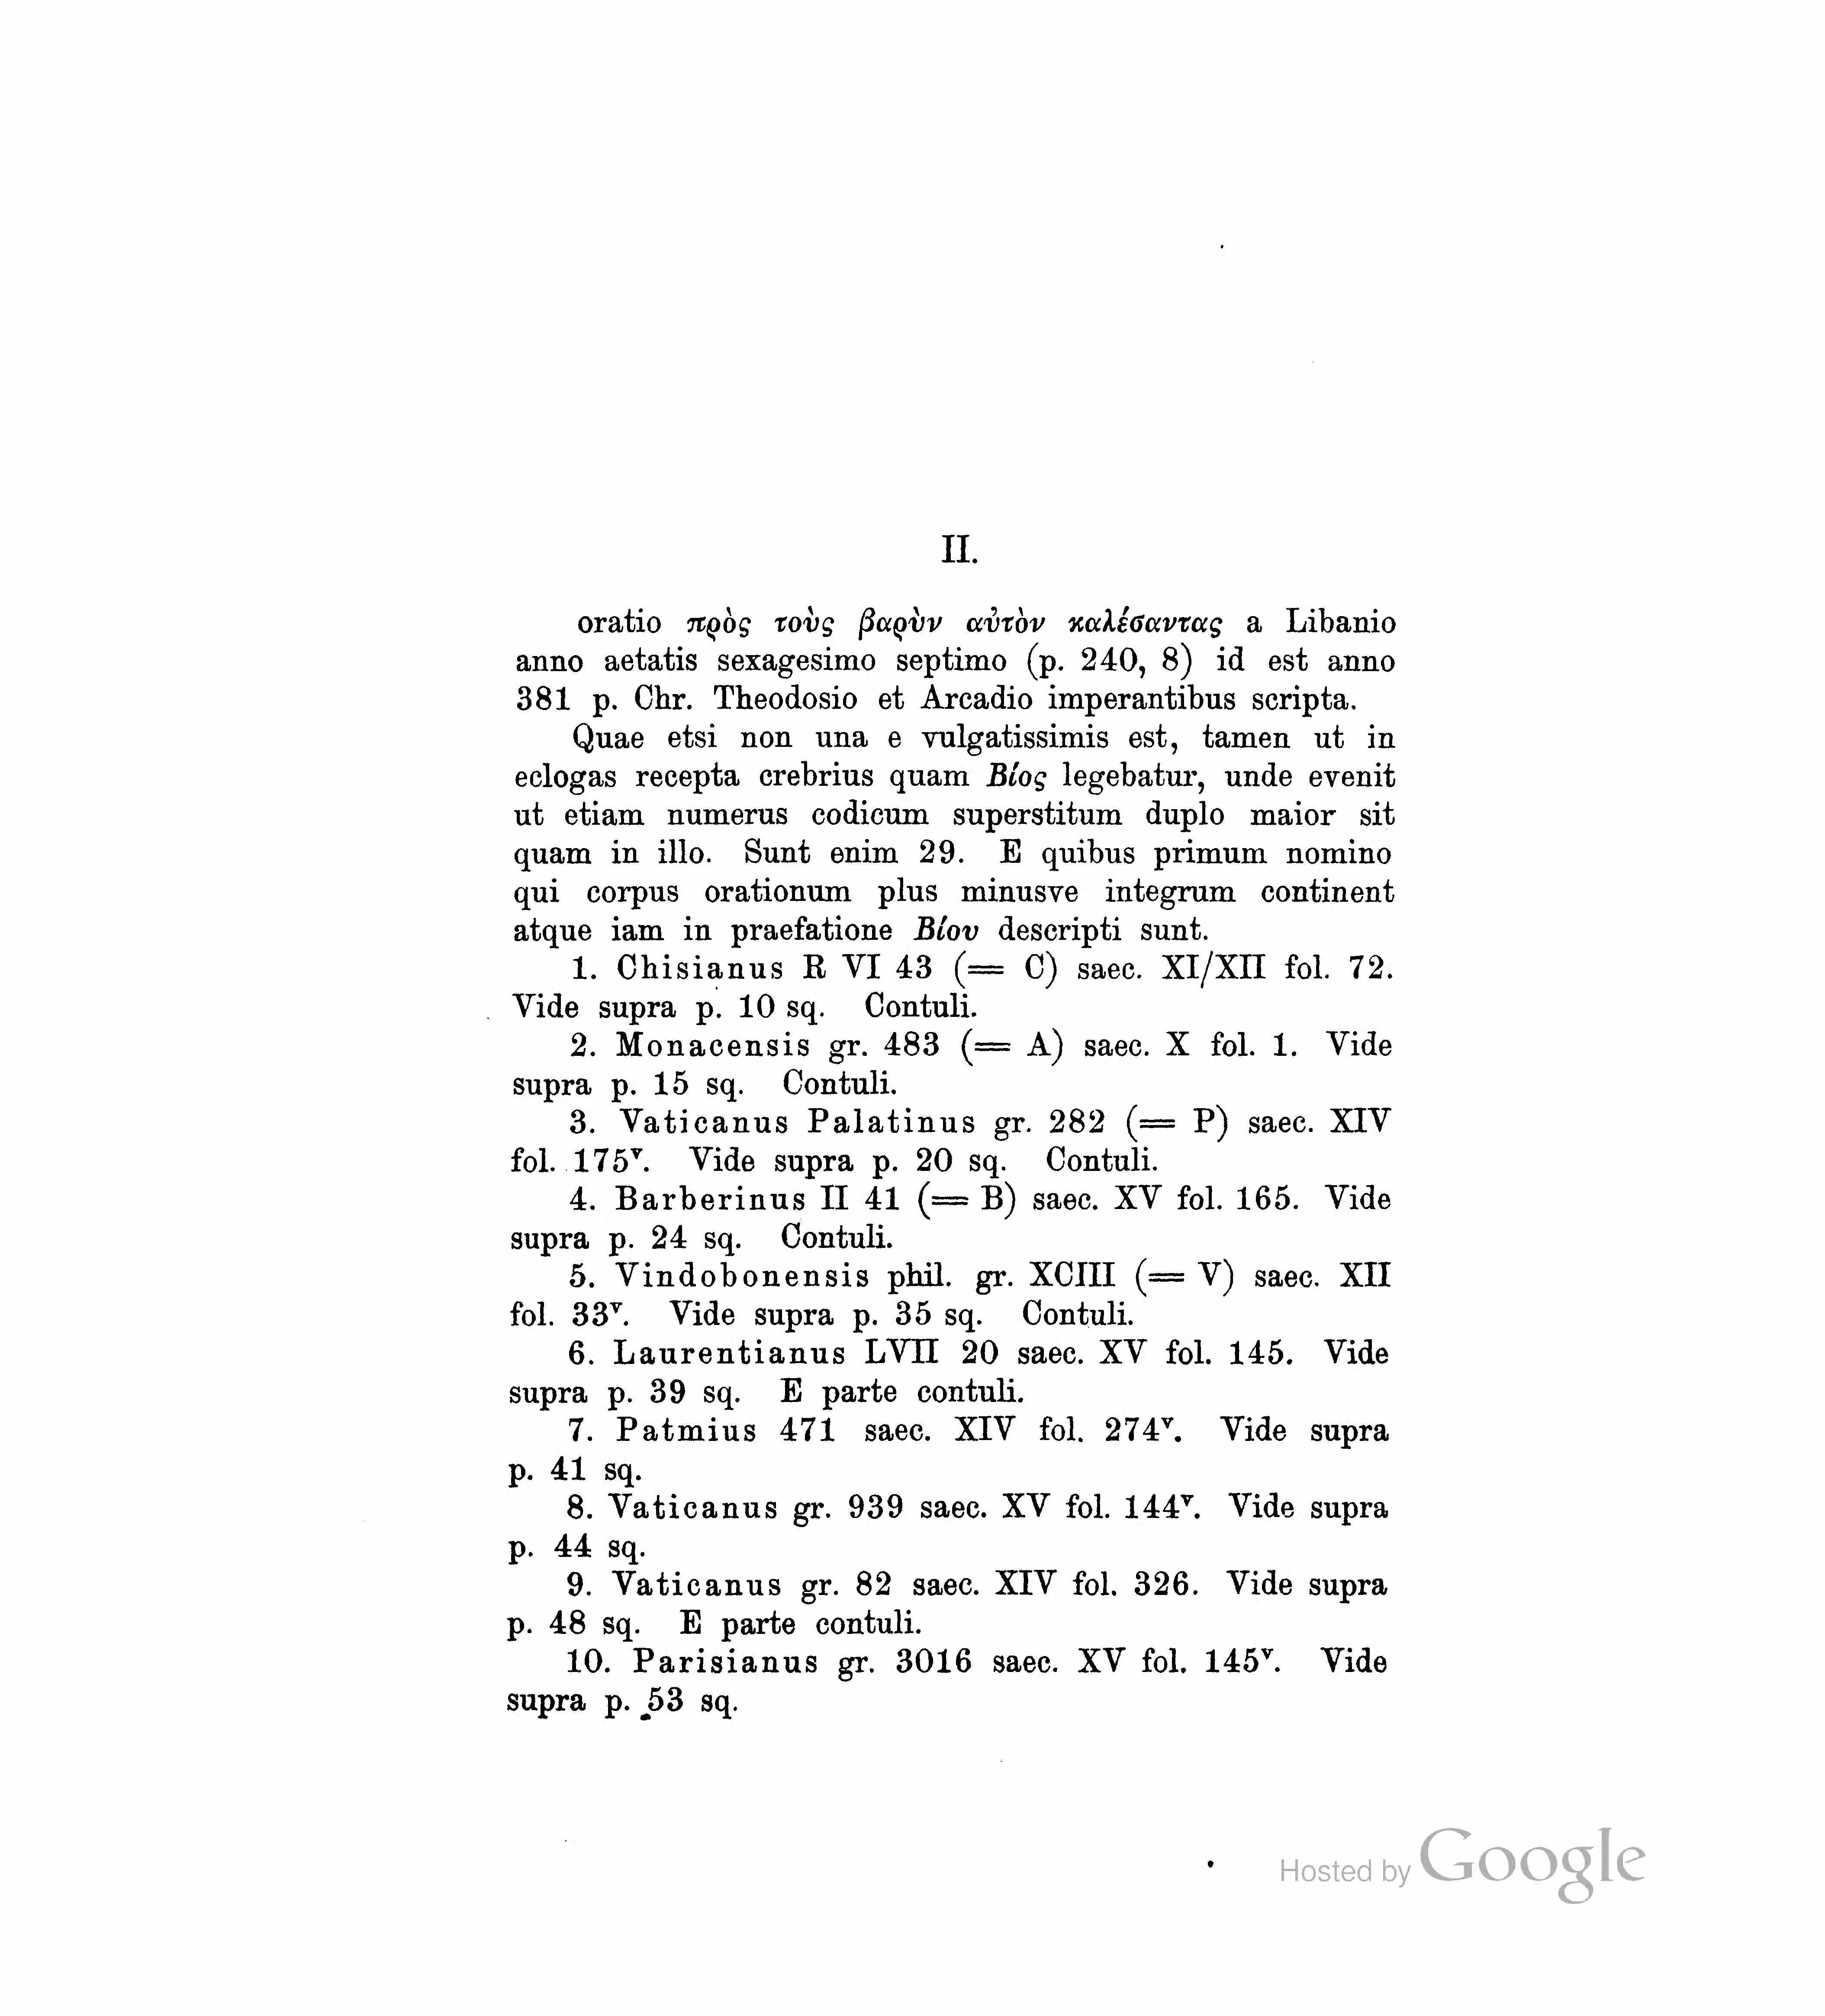 II.
oratio πρὸς τοὺς βαρὺν αὐτὸν καλέσαντας a Libanio
anno aetatis sexagesimo septimo (p. 240, 8) id est anno
381 p. Chr. Theodosio et Arcadio imperantibus scripta.
Quae etsi non una e vulgatissimis est, tamen ut in
eclogas recepta crebrius quam Βίος legebatur, unde evenit
ut etiam numerus codicum superstitum duplo maior sit
quam in illo. Sunt enim 29. E quibus primum nomino
qui corpus orationum plus minusve integrum continent
atque iam in praefatione Βίου descripti sunt.
1. Chisianus R VI 43 (= C) saec. XI/XII fol. 72.
Vide supra p. 10 sq. Contuli.
2. Monacensis gr. 483 (= A) saec. X fol. 1. Vide
supra p. 15 sq. Contuli.
3. Vaticanus Palatinus gr. 282 (= P) saec. XIV
fol. 175ᵛ. Vide supra p. 20 sq. Contuli.
4. Barberinus II 41 (= B) saec. XV fol. 165. Vide
supra p. 24 sq. Contuli.
5. Vindobonensis phil. gr. XCIII (= V) saec. XII
fol. 33ᵛ. Vide supra p. 35 sq. Contuli.
6. Laurentianus LVII 20 saec. XV fol. 145. Vide
supra p. 39 sq. E parte contuli.
7. Patmius 471 saec. XIV fol. 274ᵛ. Vide supra
p. 41 sq.
8. Vaticanus gr. 939 saec. XV fol. 144ᵛ. Vide supra
p. 44 sq.
9. Vaticanus gr. 82 saec. XIV fol. 326. Vide supra
p. 48 sq. E parte contuli.
10. Parisianus gr. 3016 saec. XV fol. 145ᵛ. Vide
supra p. 53 sq.
Hosted by Google